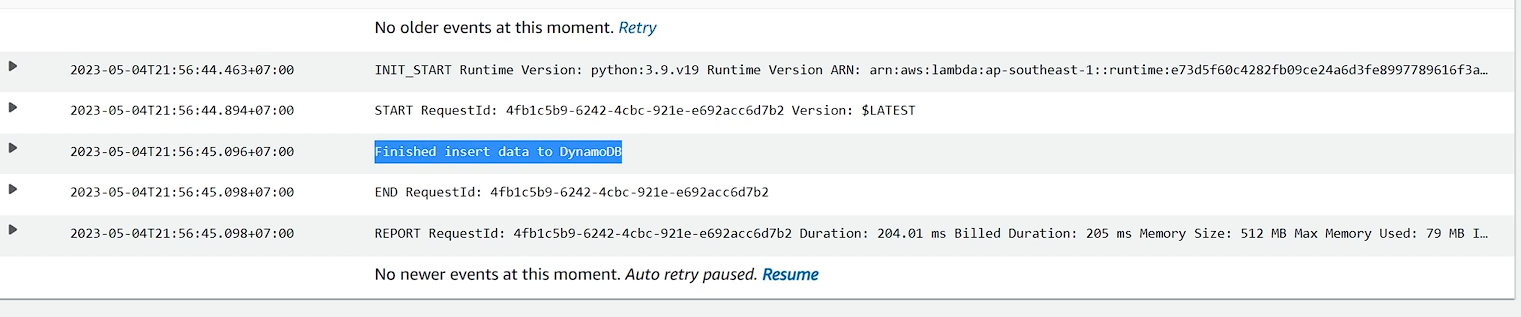 No older events at this moment. Retry
2023-05-04T21:56:44.463+07:00 INIT_START Runtime Version: python:3.9.v19 Runtime Version ARN: arn:aws:lambda:ap-southeast-1::runtime:e73d5f60c4282fb09ce24a6d3fe8997789616f3a…
2023-05-04T21:56:44.894+07:00 START RequestId: 4fb1c5b9-6242-4cbc-921e-e692acc6d7b2 Version: $LATEST
2023-05-04T21:56:45.096+07:00 Finished insert data to DynamoDB
2023-05-04T21:56:45.098+07:00 END RequestId: 4fb1c5b9-6242-4cbc-921e-e692acc6d7b2
2023-05-04T21:56:45.098+07:00 REPORT RequestId: 4fb1c5b9-6242-4cbc-921e-e692acc6d7b2 Duration: 204.01 ms Billed Duration: 205 ms Memory Size: 512 MB Max Memory Used: 79 MB I…
No newer events at this moment. Auto retry paused. Resume